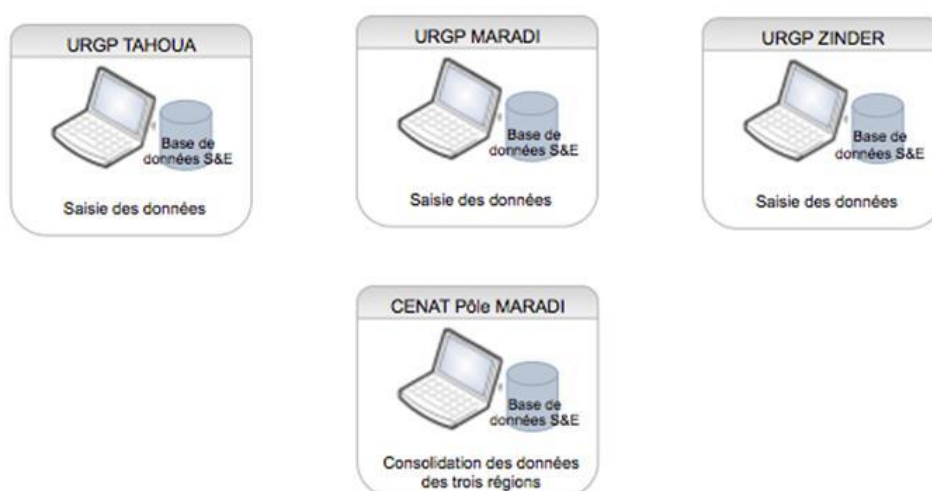 URGP TAHOUA
Base de
données S&E
Saisie des données
URGP MARADI
Base de
données S&E
Saisie des données
URGP ZINDER
Base de
données S&E
Saisie des données
CENAT Pôle MARADI
Base de
données S&E
Consolidation des données
des trois régions